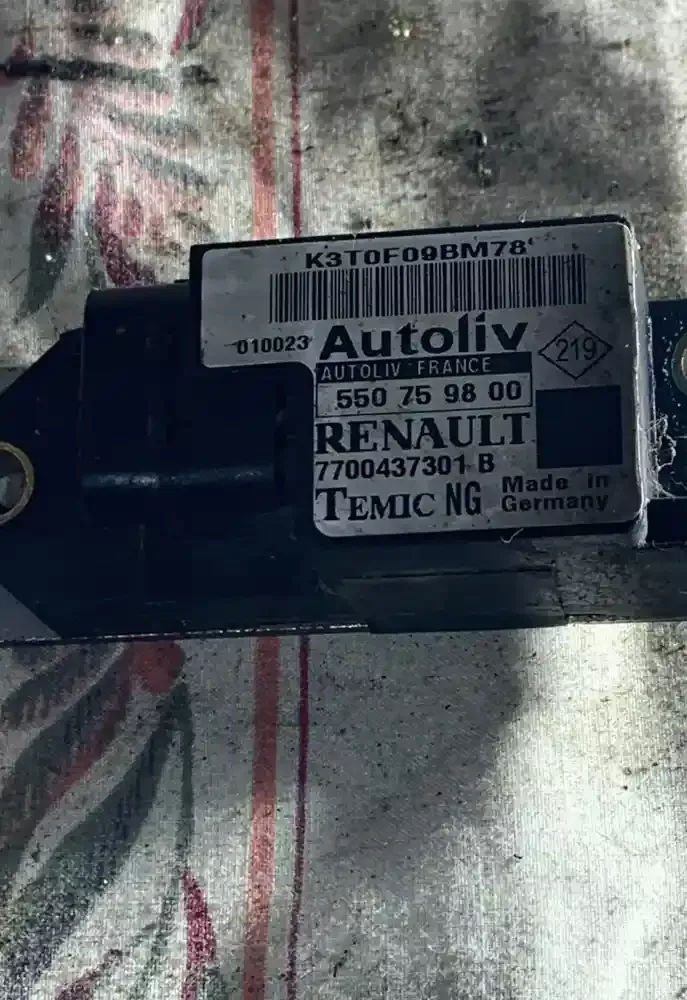 K3T0F09BM78
010023
Autoliv
219
AUTOLIV FRANCE
550 75 98 00
RENAULT
7700437301 B
TEMIC NG
Made in
Germany